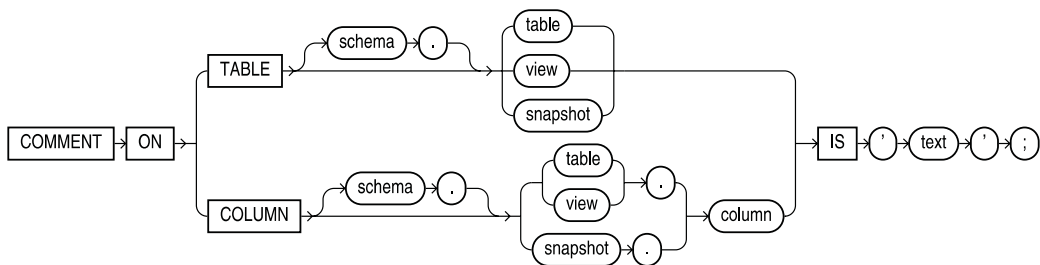 table
schema .
TABLE view
snapshot
COMMENT ON IS ' text ' ;
table
schema . .
view
COLUMN column
snapshot .